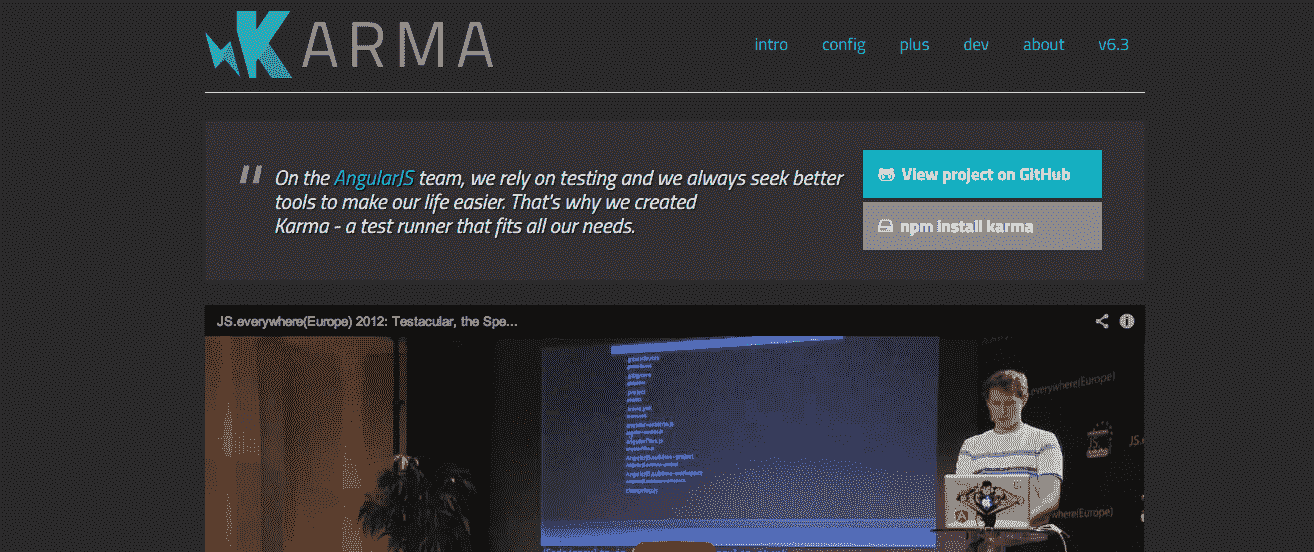 KARMA
intro config plus dev about v6.3
" On the AngularJS team, we rely on testing and we always seek better
tools to make our life easier. That's why we created
Karma - a test runner that fits all our needs.
View project on GitHub
npm install karma
JS.everywhere(Europe) 2012: Testacular, the Spe...
.everywhere(Europe)
JS
JS.
where(Europe)